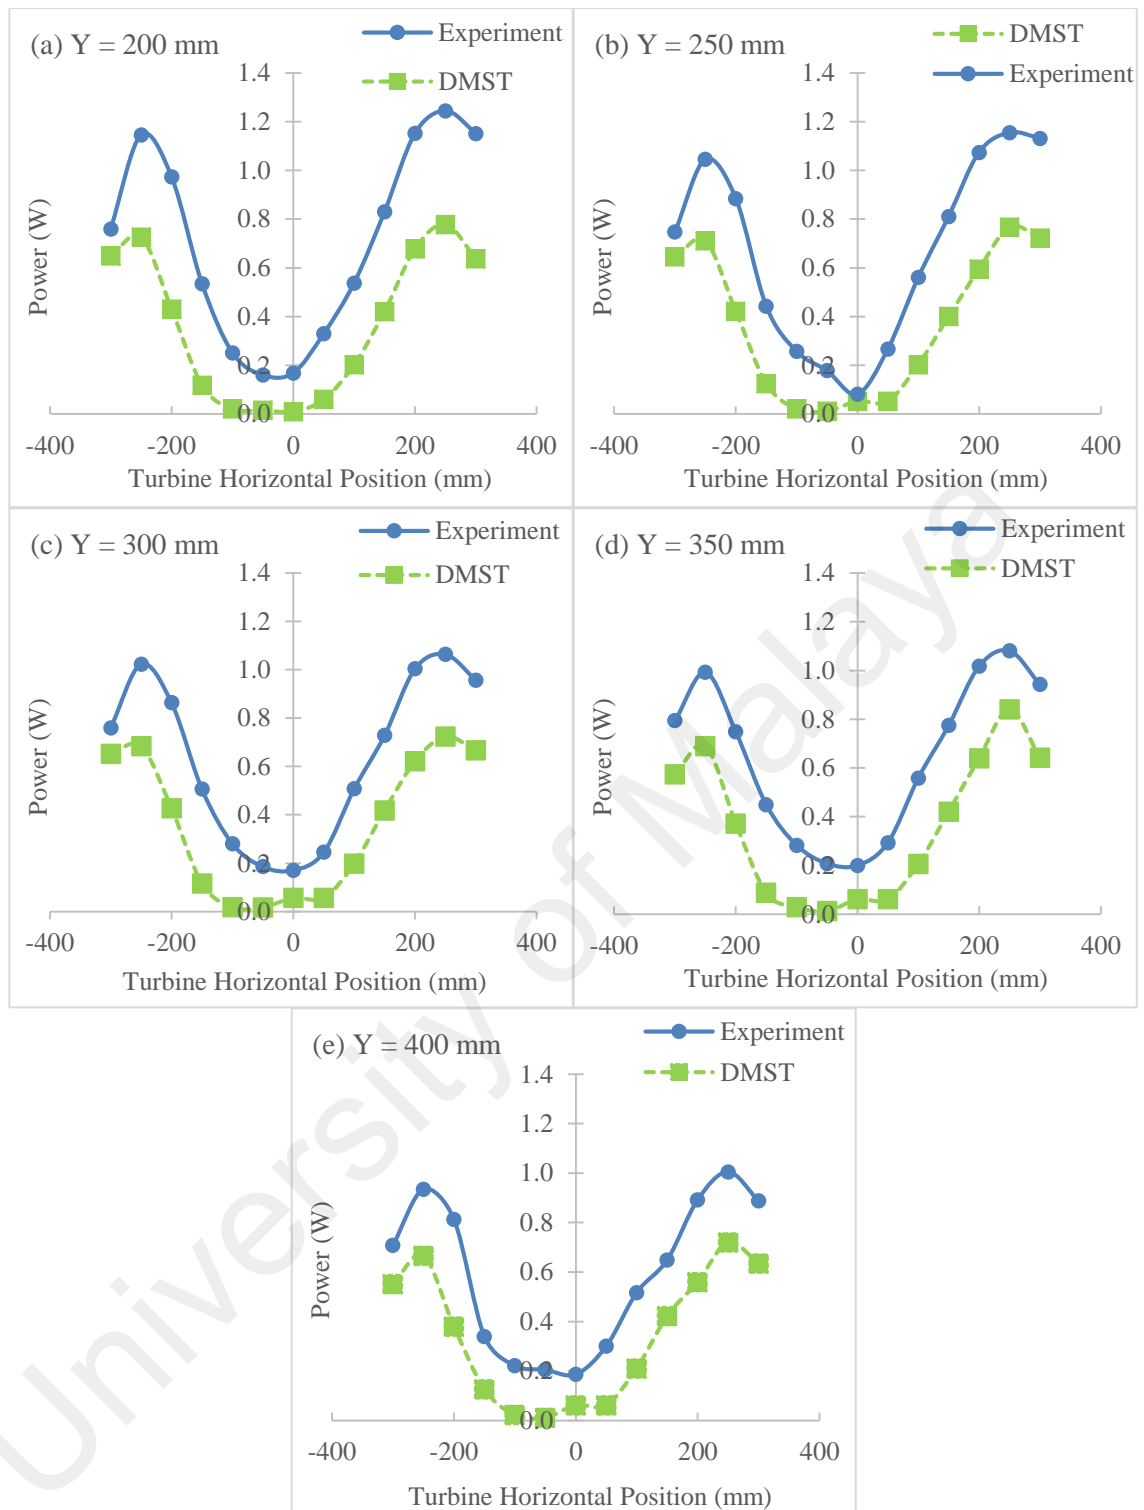 (a) Y = 200 mm
Experiment
DMST
1.4
1.2
1.0
0.8
0.6
0.4
0.2
0.0
-400 -200 0 200 400
Power (W)
Turbine Horizontal Position (mm)
(b) Y = 250 mm
DMST
Experiment
1.4
1.2
1.0
0.8
0.6
0.4
0.2
0.0
-400 -200 0 200 400
Power (W)
Turbine Horizontal Position (mm)
(c) Y = 300 mm
Experiment
DMST
1.4
1.2
1.0
0.8
0.6
0.4
0.2
0.0
-400 -200 0 200 400
Power (W)
Turbine Horizontal Position (mm)
(d) Y = 350 mm
Experiment
DMST
1.4
1.2
1.0
0.8
0.6
0.4
0.2
0.0
-400 -200 0 200 400
Power (W)
Turbine Horizontal Position (mm)
(e) Y = 400 mm
Experiment
DMST
1.4
1.2
1.0
0.8
0.6
0.4
0.2
0.0
-400 -200 0 200 400
Power (W)
Turbine Horizontal Position (mm)
University of Malaya